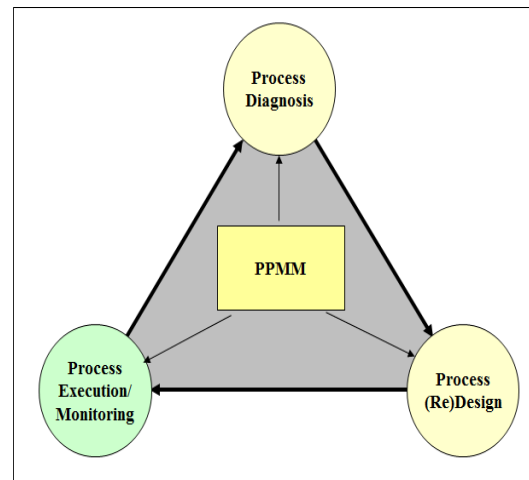 Process
Diagnosis
PPMM
Process
Execution/
Monitoring
Process
(Re)Design